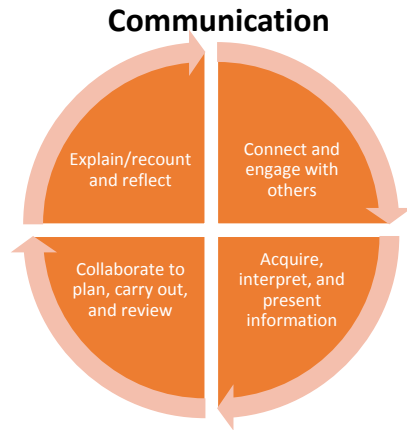 Communication
Explain/recount
and reflect
Connect and
engage with
others
Collaborate to
plan, carry out,
and review
Acquire,
interpret, and
present
information